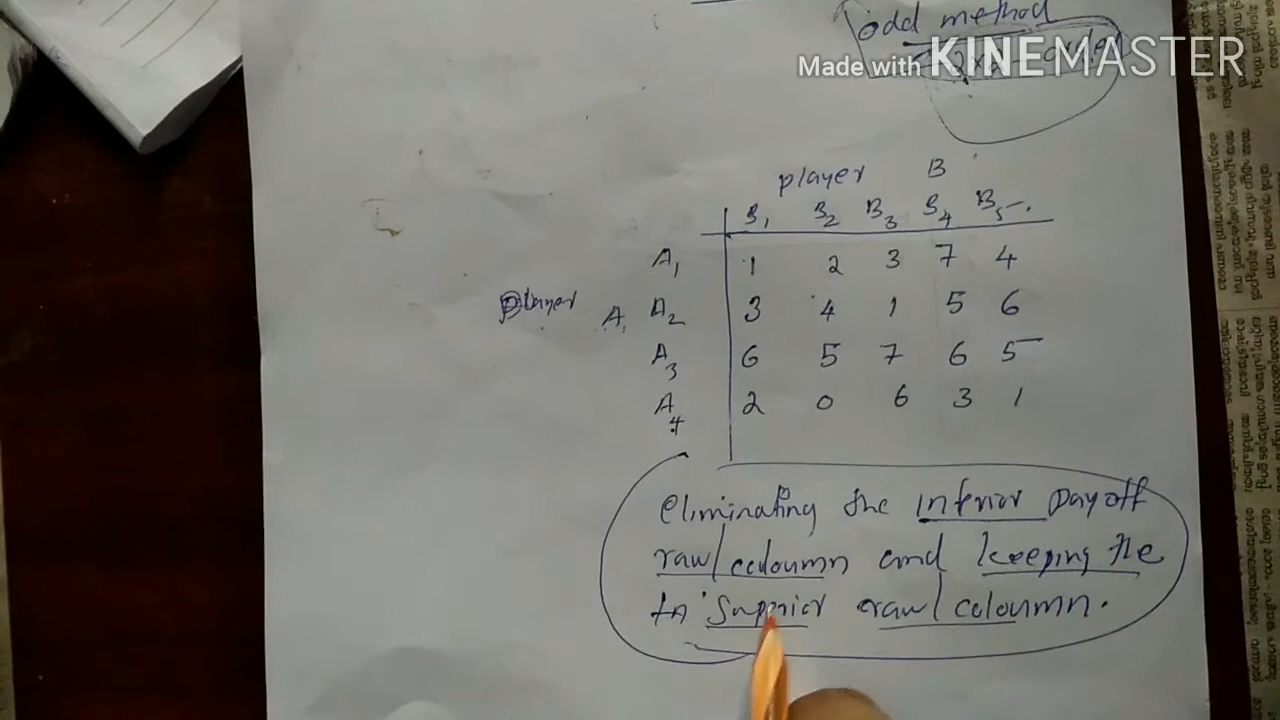 odd method
Made with KINEMASTER
player B
B1 B2 B3 B4 B5
A1 1 2 3 7 4
player A, A2 3 4 1 5 6
A3 6 5 7 6 5
A4 2 0 6 3 1
eliminating the inferior payoff
raw/coloumn and keeping the
superior raw/coloumn.